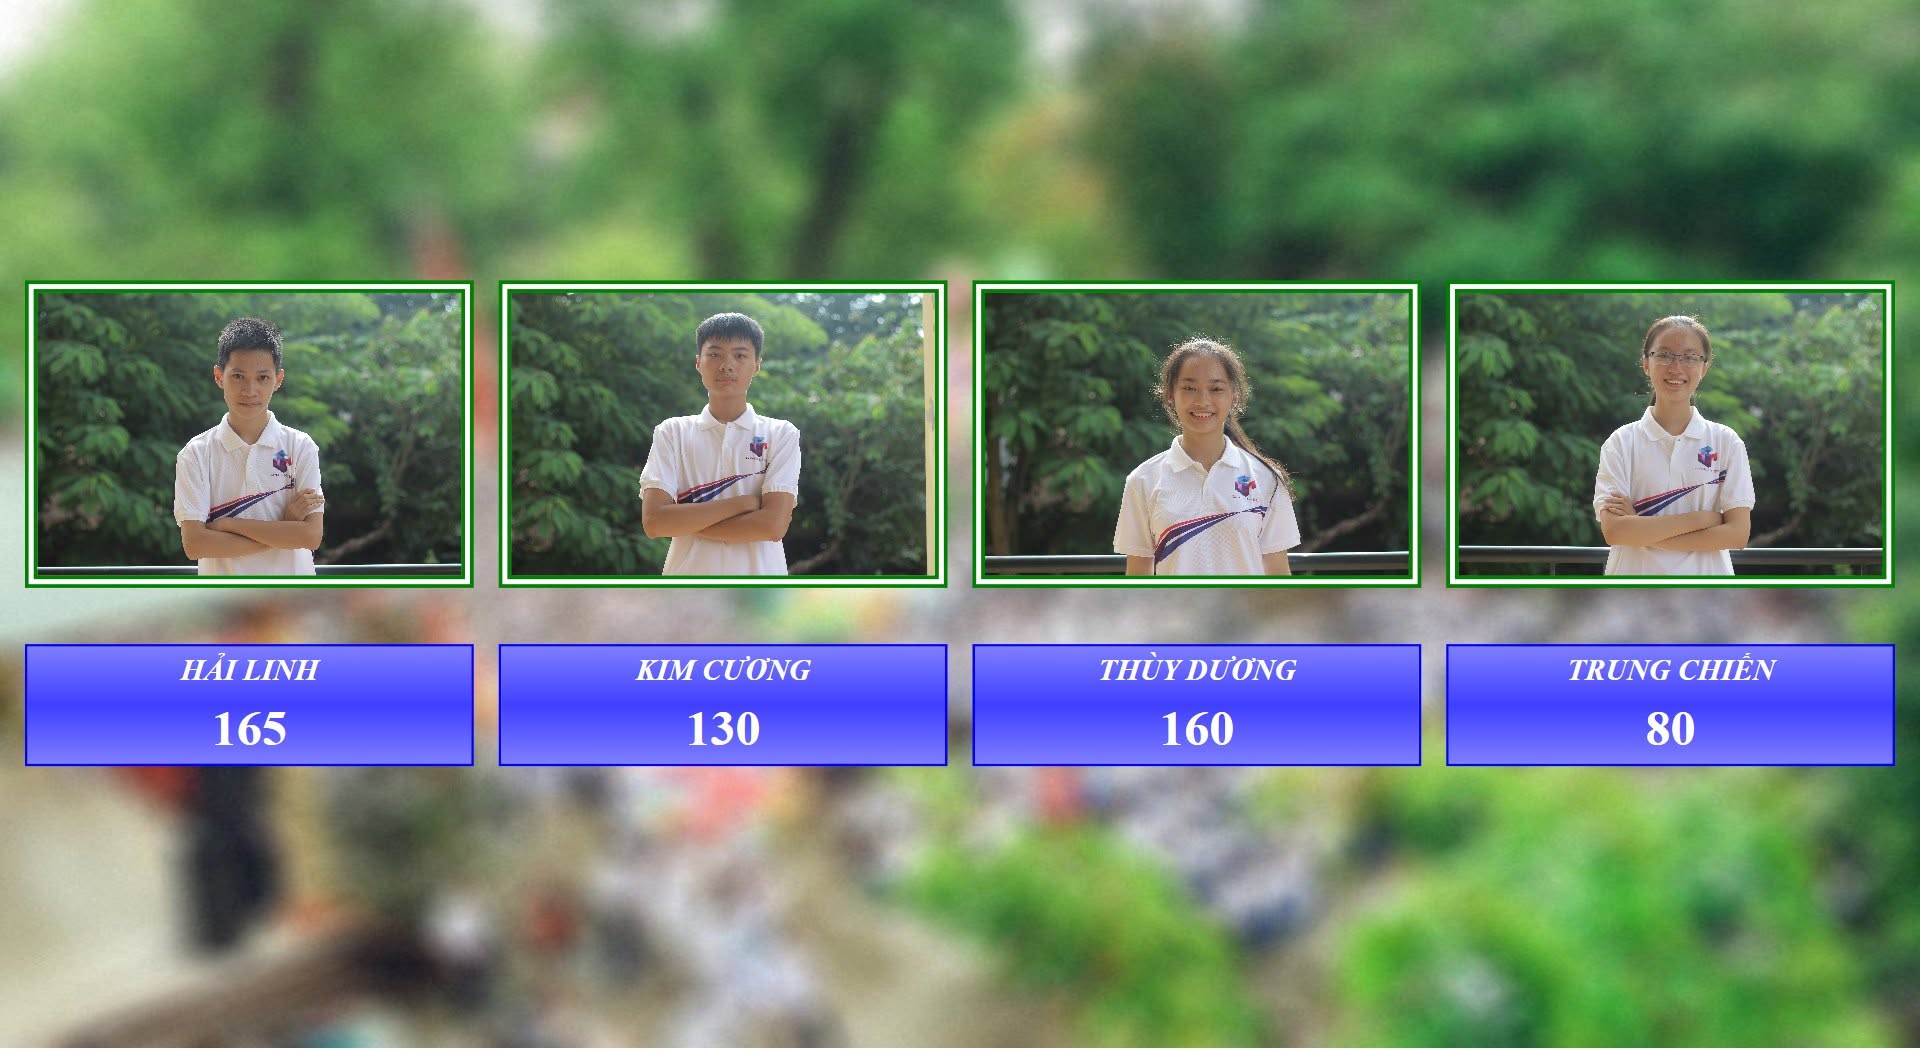 HẢI LINH
165
KIM CƯƠNG
130
THÙY DƯƠNG
160
TRUNG CHIẾN
80